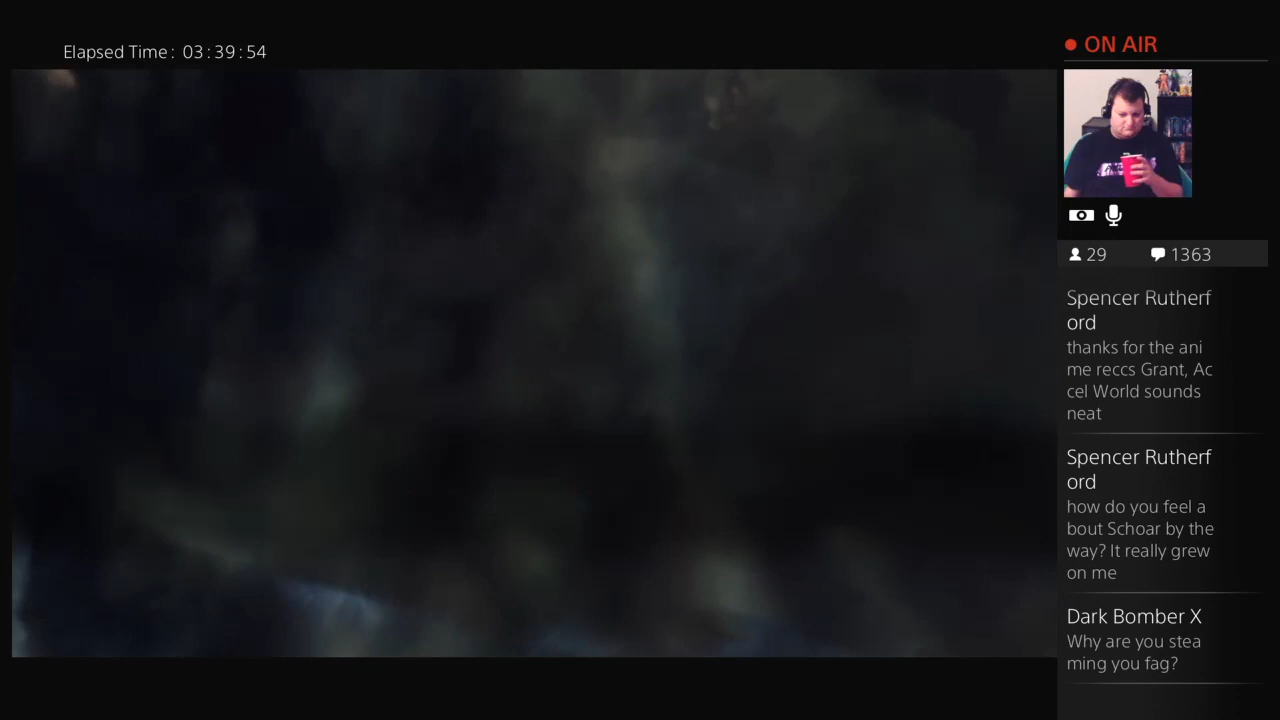 Elapsed Time: 03:39:54
ON AIR
29 1363
Spencer Rutherf
ord
thanks for the ani
me reccs Grant, Ac
cel World sounds
neat
Spencer Rutherf
ord
how do you feel a
bout Schoar by the
way? It really grew
on me
Dark Bomber X
Why are you stea
ming you fag?